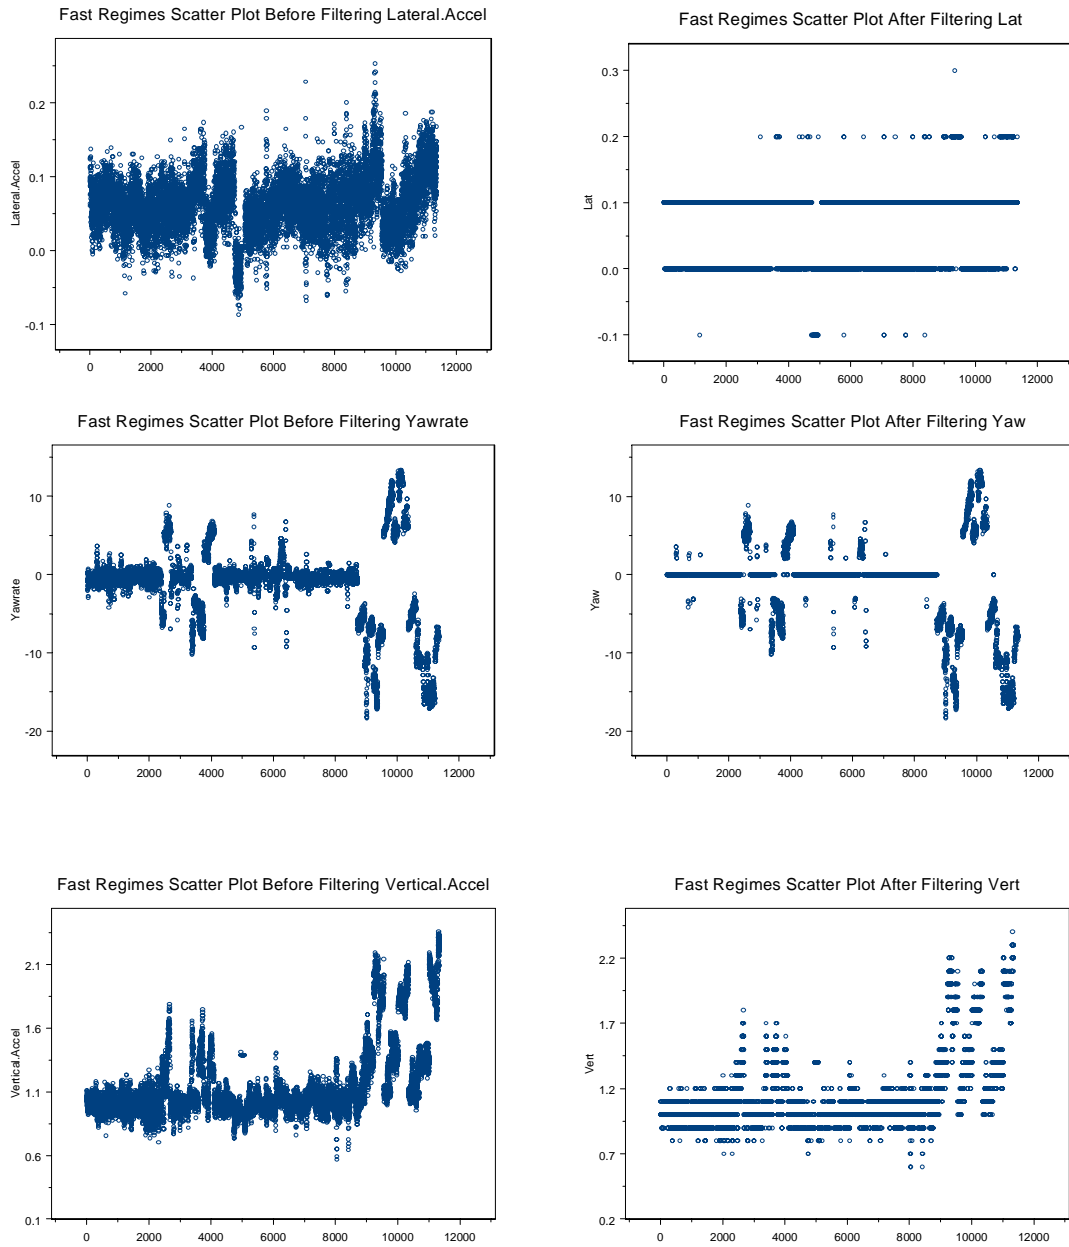 Fast Regimes Scatter Plot Before Filtering Lateral.Accel
Lateral.Accel
0.2
0.1
0.0
-0.1
0 2000 4000 6000 8000 10000 12000
Fast Regimes Scatter Plot After Filtering Lat
Lat
0.3
0.2
0.1
0.0
-0.1
0 2000 4000 6000 8000 10000 12000
Fast Regimes Scatter Plot Before Filtering Yawrate
Yawrate
10
0
-10
-20
0 2000 4000 6000 8000 10000 12000
Fast Regimes Scatter Plot After Filtering Yaw
Yaw
10
0
-10
-20
0 2000 4000 6000 8000 10000 12000
Fast Regimes Scatter Plot Before Filtering Vertical.Accel
Vertical.Accel
2.1
1.6
1.1
0.6
0.1
0 2000 4000 6000 8000 10000 12000
Fast Regimes Scatter Plot After Filtering Vert
Vert
2.2
1.7
1.2
0.7
0.2
0 2000 4000 6000 8000 10000 12000